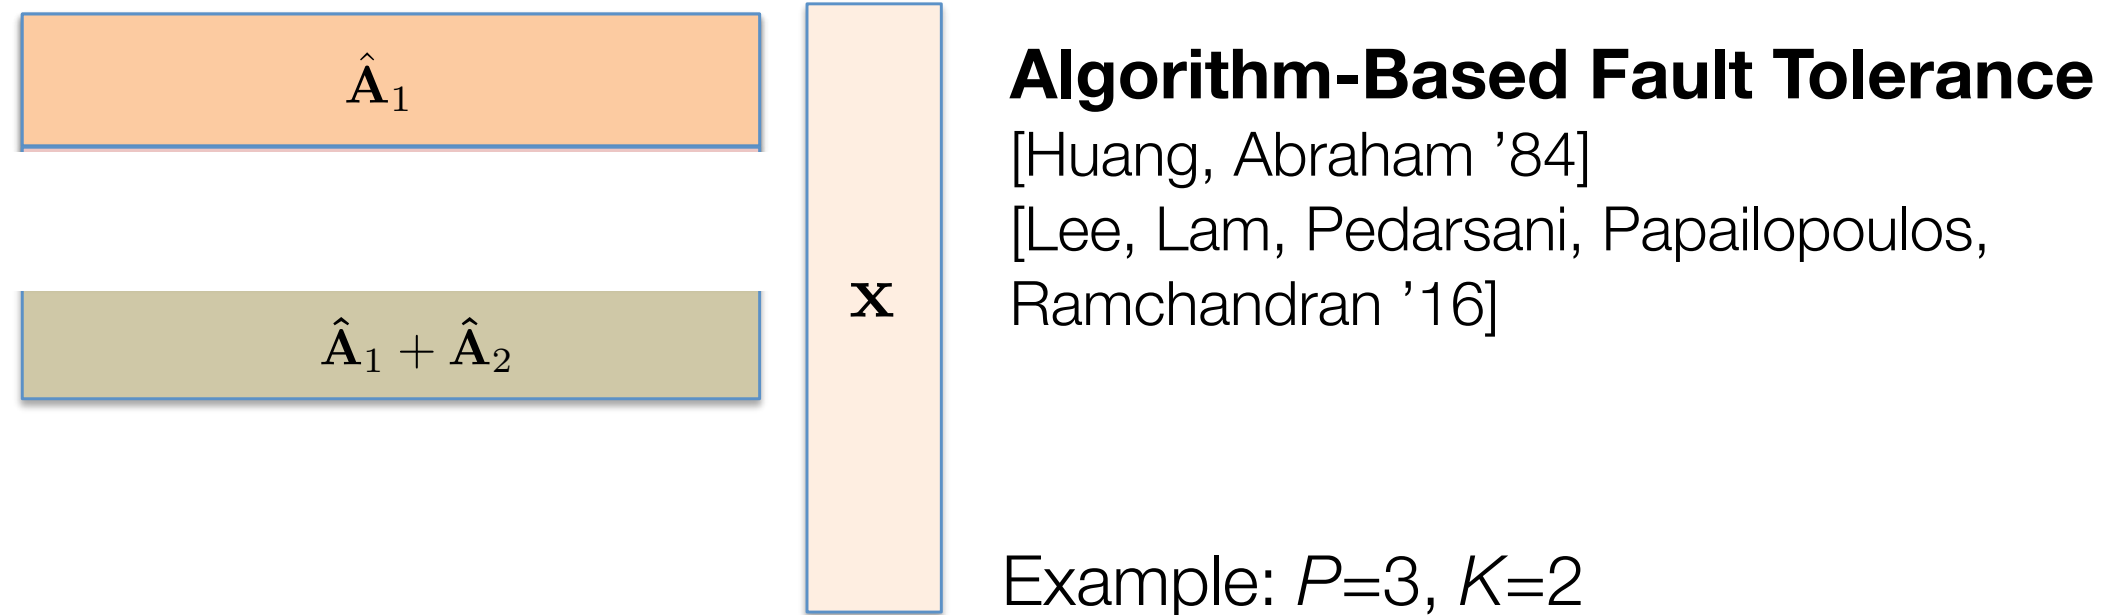 Â₁
Â₁ + Â₂
x
Algorithm-Based Fault Tolerance
[Huang, Abraham ’84]
[Lee, Lam, Pedarsani, Papailopoulos,
Ramchandran ’16]
Example: P=3, K=2